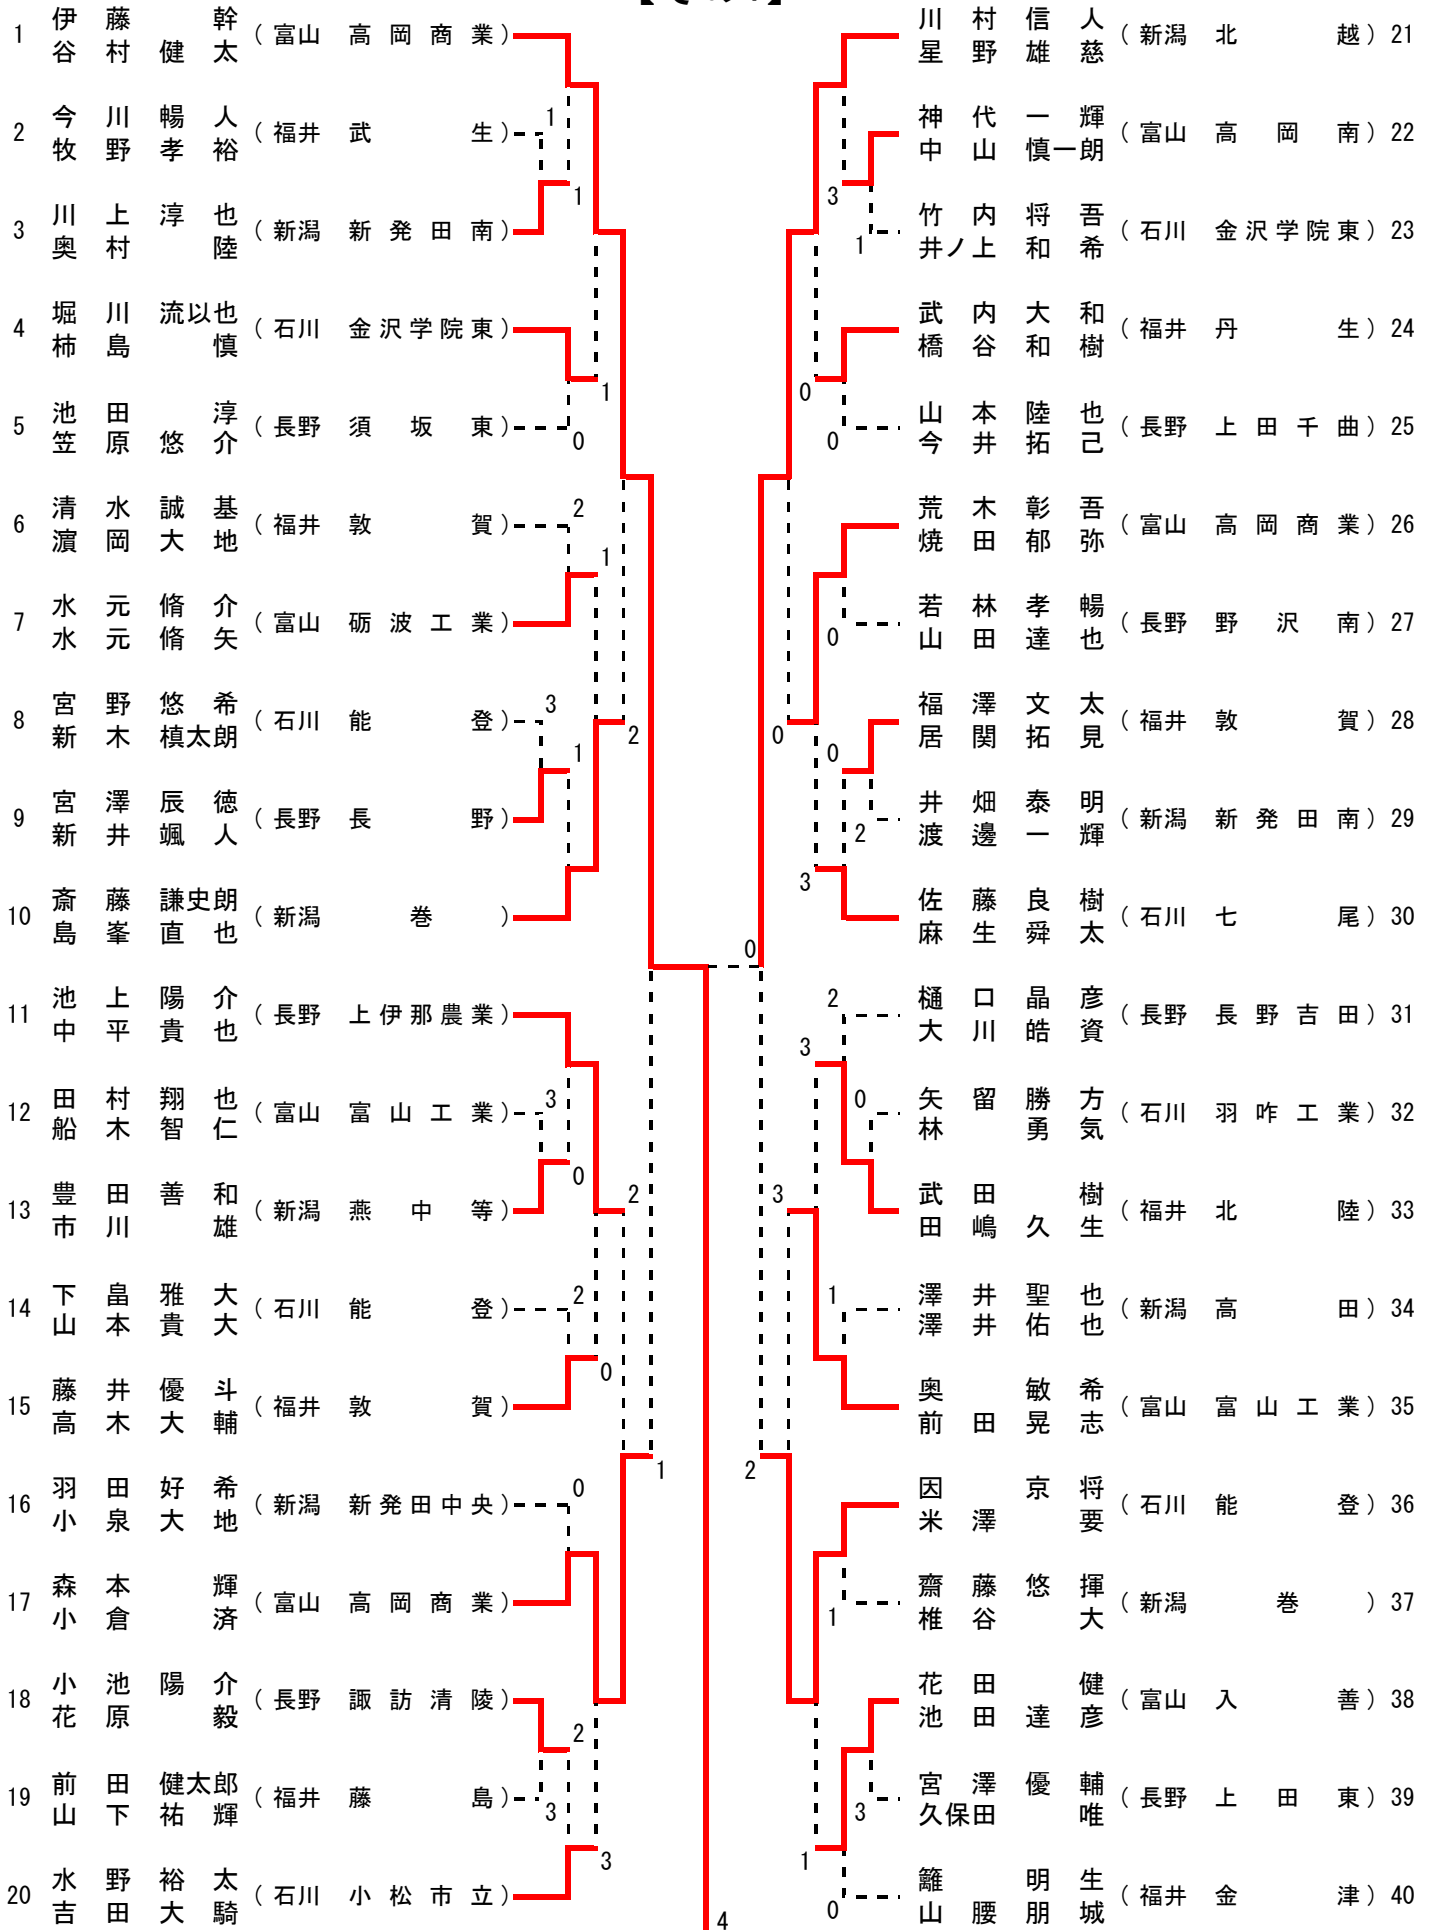 1 伊藤幹 谷村健太 (富山 高岡商業)
2 今川暢人 牧野孝裕 (福井 武生) 1
3 川上淳也 奥村陸 (新潟 新発田南) 1
4 堀川流以也 柿島慎 (石川 金沢学院東) 1
5 池田淳 笠原悠介 (長野 須坂東) 0
6 清水誠基 濵岡大地 (福井 敦賀) 2
1
7 水元脩介 水元脩矢 (富山 砺波工業)
8 宮野悠希 新木槙太朗 (石川 能登) 3
1 2
9 宮澤辰徳 新井颯人 (長野 長野)
10 斎藤謙史朗 島峯直也 (新潟 巻)
11 池上陽介 中平貴也 (長野 上伊那農業)
12 田村翔也 船木智仁 (富山 富山工業) 3
0 2
13 豊田善和 市川雄 (新潟 燕中等)
14 下畠雅大 山本貴大 (石川 能登) 2
0
15 藤井優斗 高木大輔 (福井 敦賀)
1
16 羽田好希 小泉大地 (新潟 新発田中央) 0
17 森本輝 小倉済 (富山 高岡商業)
18 小池陽介 花原毅 (長野 諏訪清陵) 2
19 前田健太郎 山下祐輝 (福井 藤島) 3
3
20 水野裕太 吉田大騎 (石川 小松市立)
4
0
川村信人 星野雄慈 (新潟 北越) 21
神代一輝 中山慎一朗 (富山 高岡南) 22
3
1 竹内将吾 井ノ上和希 (石川 金沢学院東) 23
武内大和 橋谷和樹 (福井 丹生) 24
0
0 山本陸也 今井拓己 (長野 上田千曲) 25
荒木彰吾 焼田郁弥 (富山 高岡商業) 26
0 若林孝暢 山田達也 (長野 野沢南) 27
0 0 福澤文太 居関拓見 (福井 敦賀) 28
2 井畑泰明 渡邊一輝 (新潟 新発田南) 29
3
佐藤良樹 麻生舜太 (石川 七尾) 30
2 樋口晶彦 大川皓資 (長野 長野吉田) 31
3
0 矢留勝方 林勇気 (石川 羽咋工業) 32
3 武田樹 田嶋久生 (福井 北陸) 33
1 澤井聖也 澤井佑也 (新潟 高田) 34
奥敏希 前田晃志 (富山 富山工業) 35
2
因京将 米澤要 (石川 能登) 36
1 齋藤悠揮 椎谷大 (新潟 巻) 37
花田健 池田達彦 (富山 入善) 38
3 宮澤優輔 久保田唯 (長野 上田東) 39
1
0 籬明生 山腰朋城 (福井 金津) 40